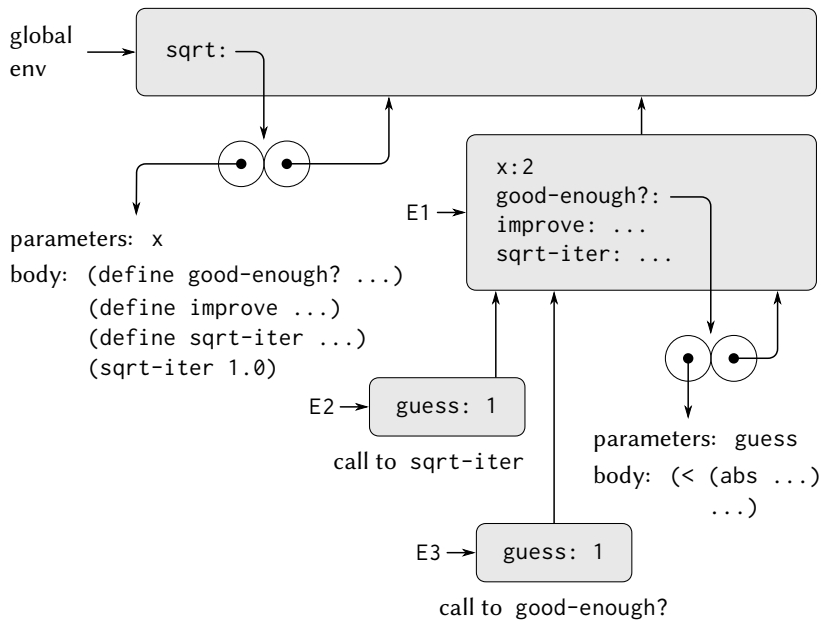 global
env
sqrt:
x:2
good-enough?:
improve: ...
sqrt-iter: ...
E1
parameters: x
body: (define good-enough? ...)
(define improve ...)
(define sqrt-iter ...)
(sqrt-iter 1.0)
E2
guess: 1
call to sqrt-iter
parameters: guess
body: (< (abs ...)
...)
E3
guess: 1
call to good-enough?